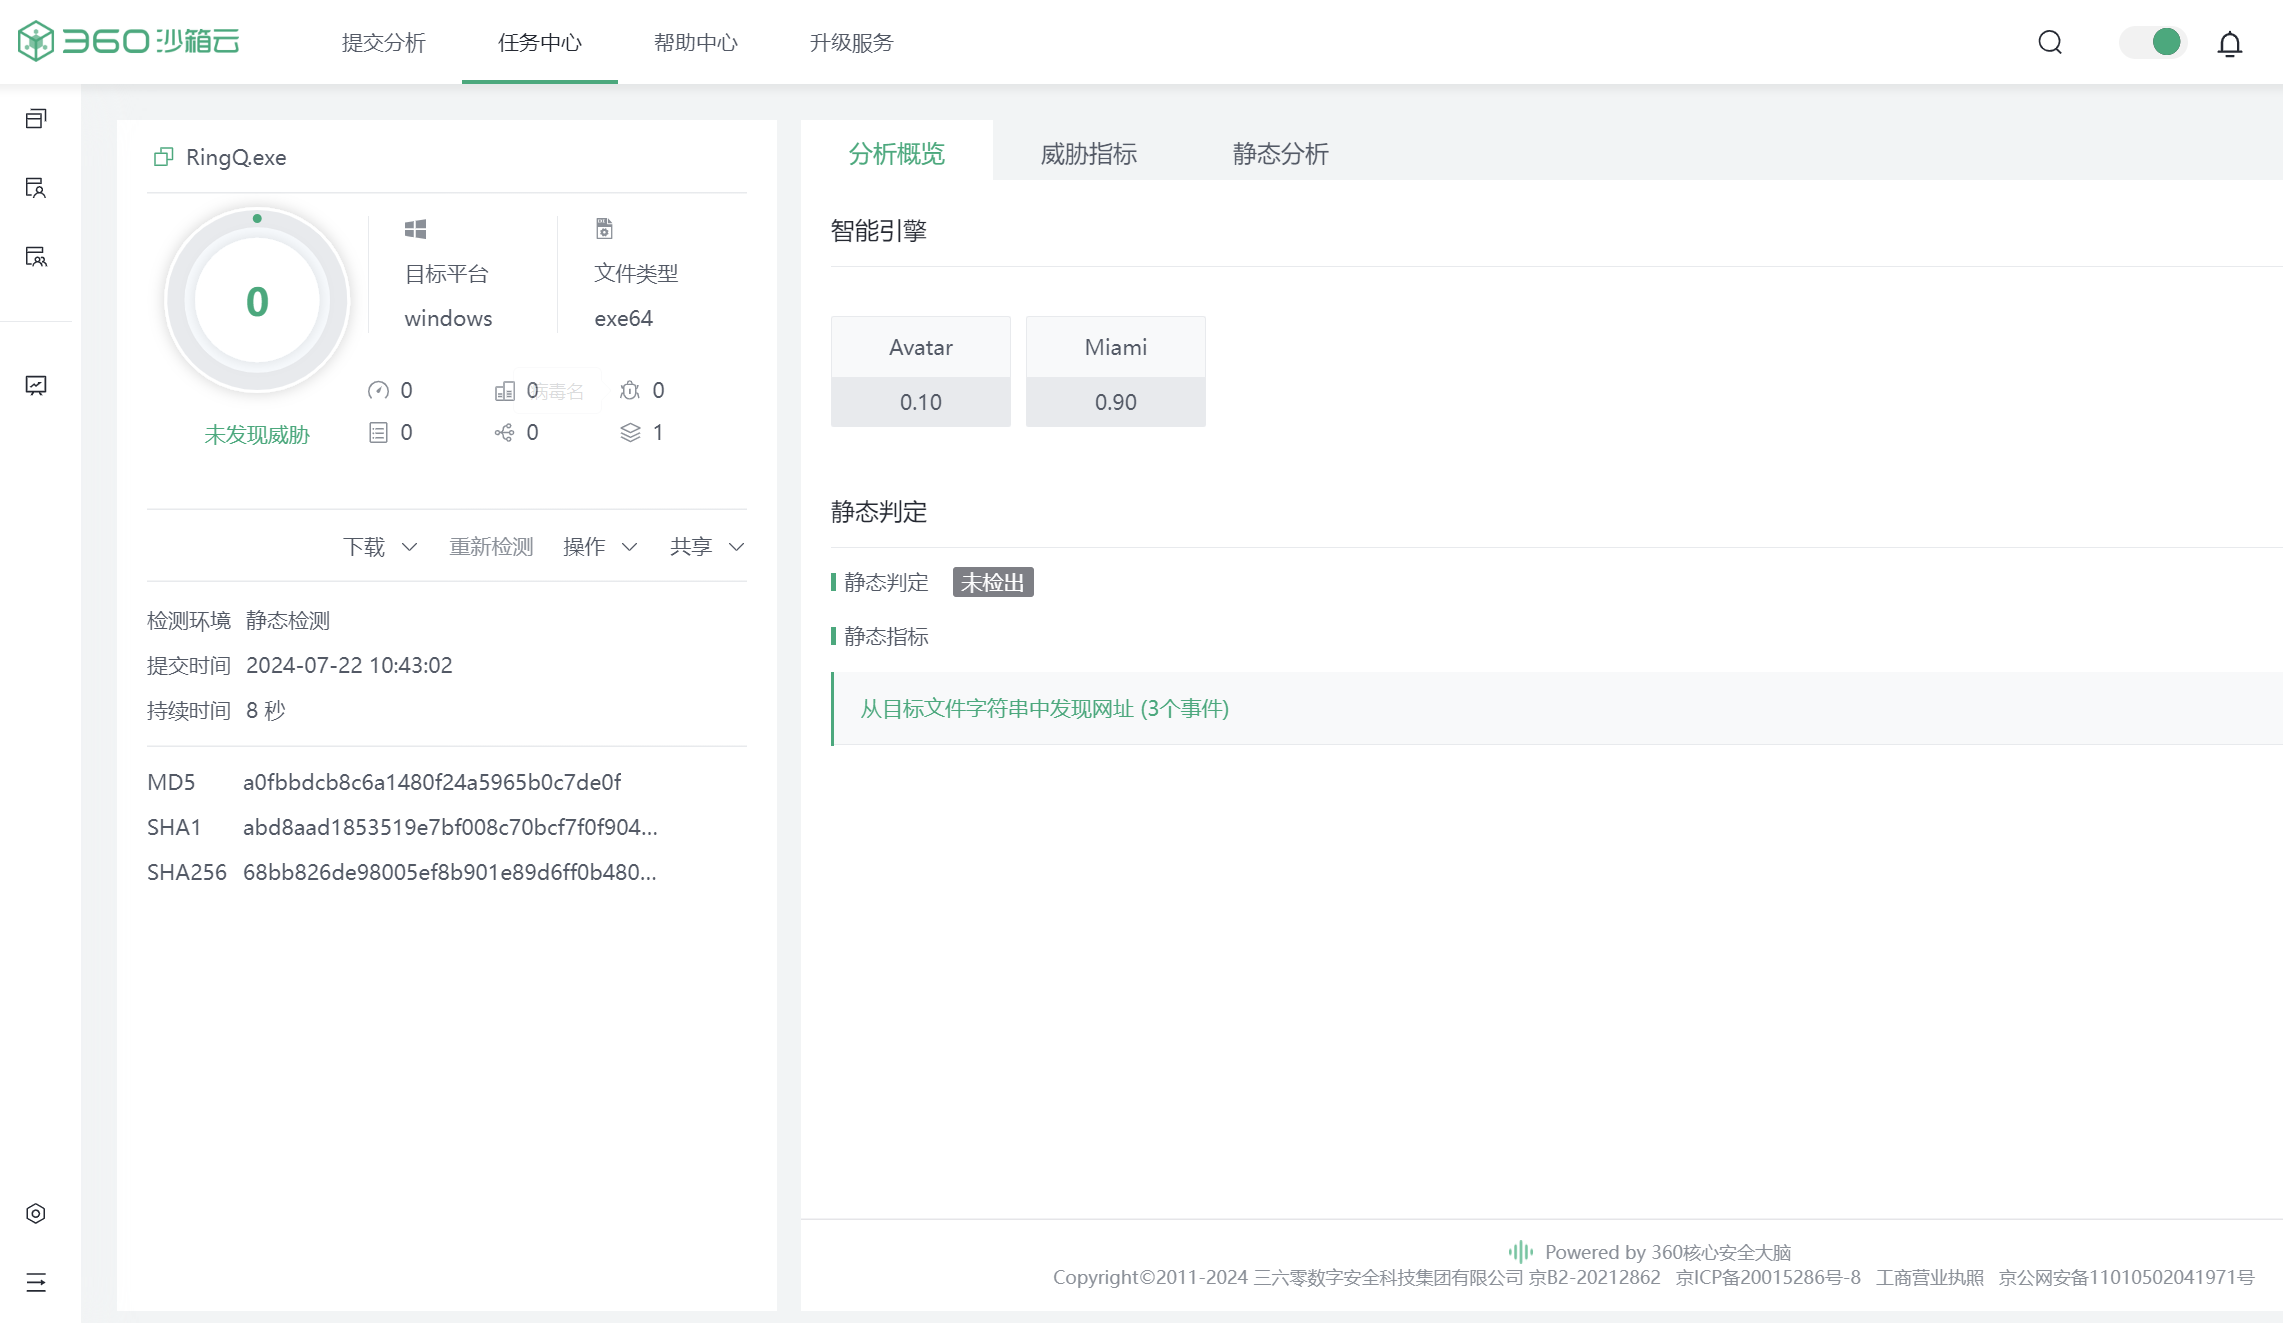 360沙箱云
提交分析
任务中心
帮助中心
升级服务
RingQ.exe
0
未发现威胁
目标平台
windows
文件类型
exe64
0
0
病毒名
0
0
0
1
下载
重新检测
操作
共享
检测环境 静态检测
提交时间 2024-07-22 10:43:02
持续时间 8 秒
MD5 a0fbbdcb8c6a1480f24a5965b0c7de0f
SHA1 abd8aad1853519e7bf008c70bcf7f0f904...
SHA256 68bb826de98005ef8b901e89d6ff0b480...
分析概览
威胁指标
静态分析
智能引擎
Avatar
0.10
Miami
0.90
静态判定
静态判定 未检出
静态指标
从目标文件字符串中发现网址 (3个事件)
Powered by 360核心安全大脑
Copyright©2011-2024 三六零数字安全科技集团有限公司 京B2-20212862 京ICP备20015286号-8 工商营业执照 京公网安备11010502041971号